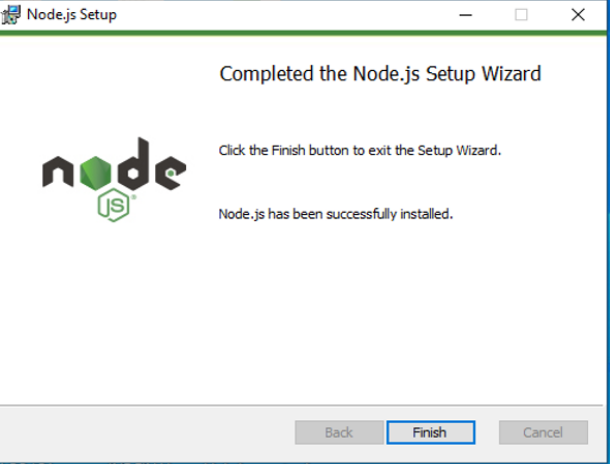 Node.js Setup
Completed the Node.js Setup Wizard
Click the Finish button to exit the Setup Wizard.
node
JS
Node.js has been successfully installed.
Back
Finish
Cancel